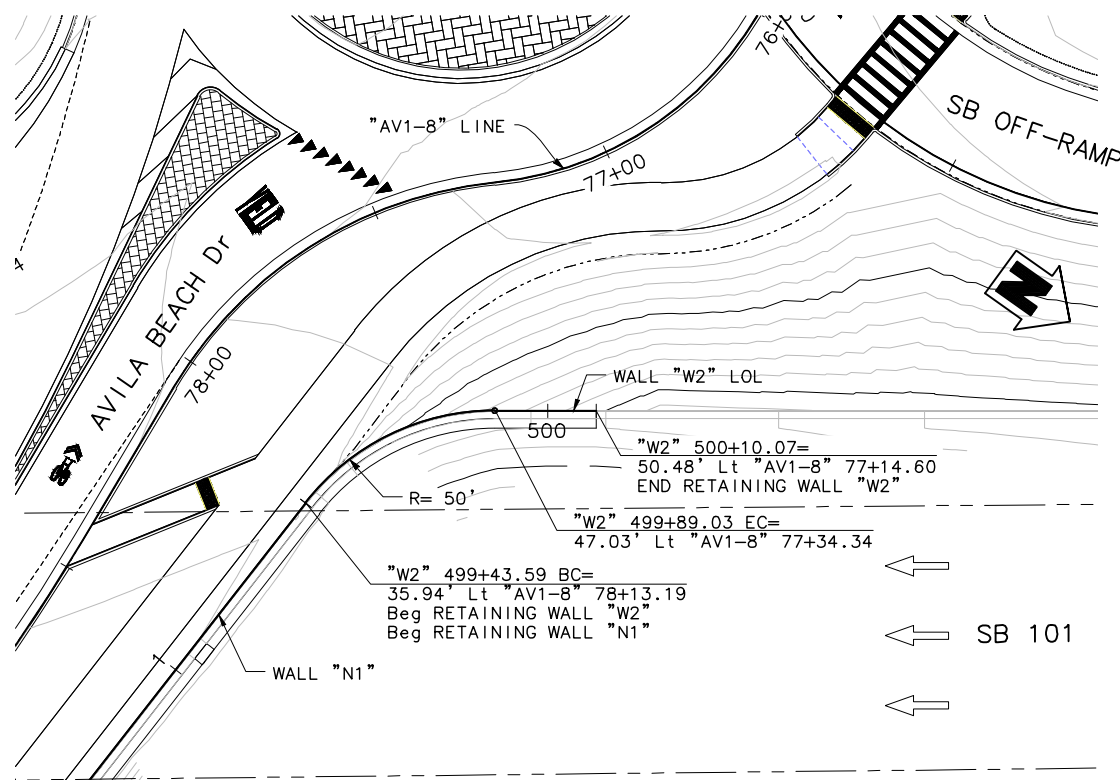 76+
SB OFF-RAMP
"AV1-8" LINE
77+00
N
AVILA BEACH Dr
78+00
WALL "W2" LOL
500
"W2" 500+10.07=
50.48' Lt "AV1-8" 77+14.60
END RETAINING WALL "W2"
R= 50'
"W2" 499+89.03 EC=
47.03' Lt "AV1-8" 77+34.34
"W2" 499+43.59 BC=
35.94' Lt "AV1-8" 78+13.19
Beg RETAINING WALL "W2"
Beg RETAINING WALL "N1"
SB 101
1
WALL "N1"